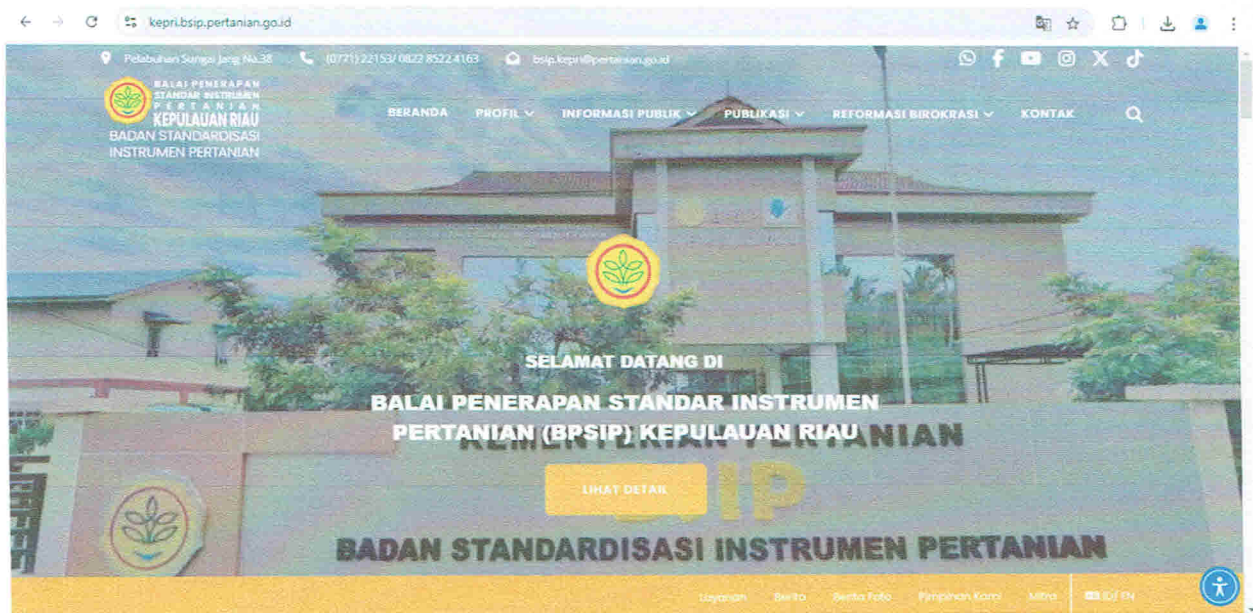 kepri.bsip.pertanian.go.id
Pelabuhan Sungai Jang No.38 (0771) 22153/ 0822 8522 4163 bsip.kepri@pertanian.go.id
BALAI PENERAPAN
STANDAR INSTRUMEN
PERTANIAN
KEPULAUAN RIAU
BADAN STANDARDISASI
INSTRUMEN PERTANIAN
BERANDA PROFIL INFORMASI PUBLIK PUBLIKASI REFORMASI BIROKRASI KONTAK
SELAMAT DATANG DI
BALAI PENERAPAN STANDAR INSTRUMEN
PERTANIAN (BPSIP) KEPULAUAN RIAU
KEMENTERIAN PERTANIAN
LIHAT DETAIL
BADAN STANDARDISASI INSTRUMEN PERTANIAN
Layanan Berita Berita Foto Pimpinan Kami Mitra ID/ EN